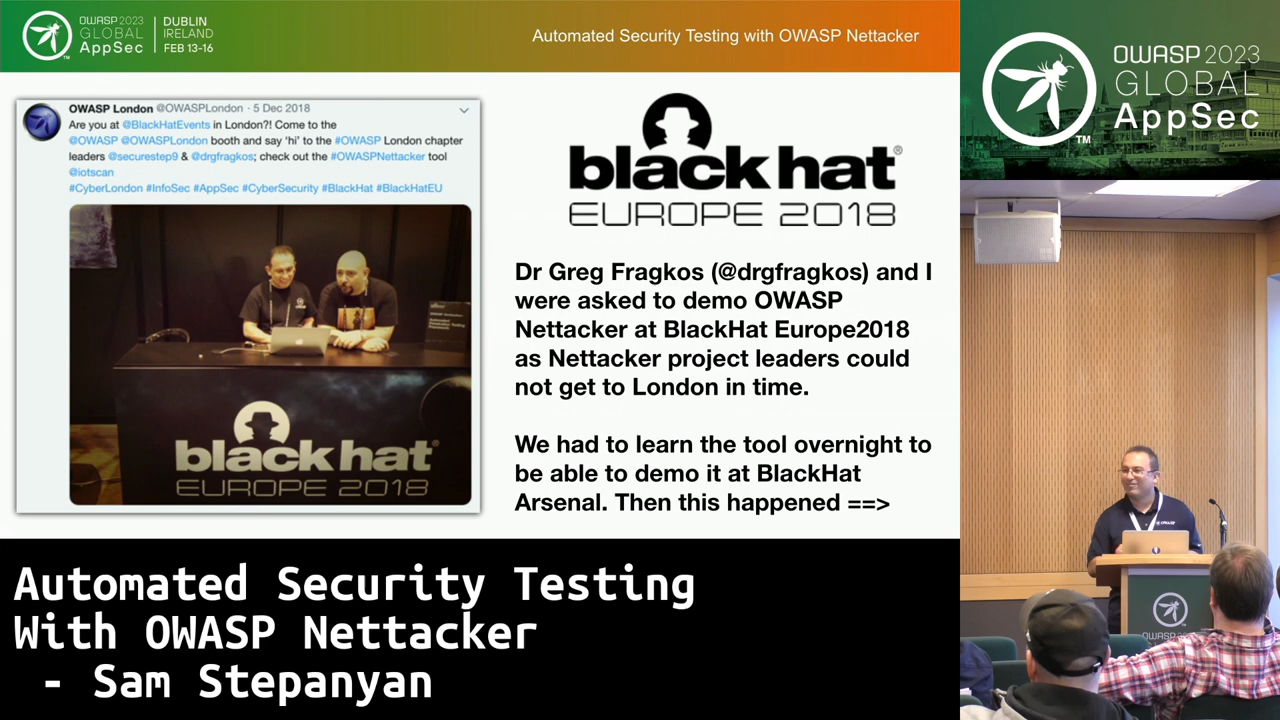 OWASP 2023
GLOBAL
AppSec
DUBLIN
IRELAND
FEB 13-16
Automated Security Testing with OWASP Nettacker
OWASP London @OWASPLondon · 5 Dec 2018
Are you at @BlackHatEvents in London?! Come to the
@OWASP @OWASPLondon booth and say 'hi' to the #OWASP London chapter
leaders @securestep9 & @drgfragkos; check out the #OWASPNettacker tool
@iotscan
#CyberLondon #InfoSec #AppSec #CyberSecurity #BlackHat #BlackHatEU
black hat®
EUROPE 2018
black hat®
EUROPE 2018
Dr Greg Fragkos (@drgfragkos) and I
were asked to demo OWASP
Nettacker at BlackHat Europe2018
as Nettacker project leaders could
not get to London in time.
We had to learn the tool overnight to
be able to demo it at BlackHat
Arsenal. Then this happened ==>
Automated Security Testing
With OWASP Nettacker
- Sam Stepanyan
OWASP 2023
GLOBAL
AppSec
TM
OWASP
OWASP 2023